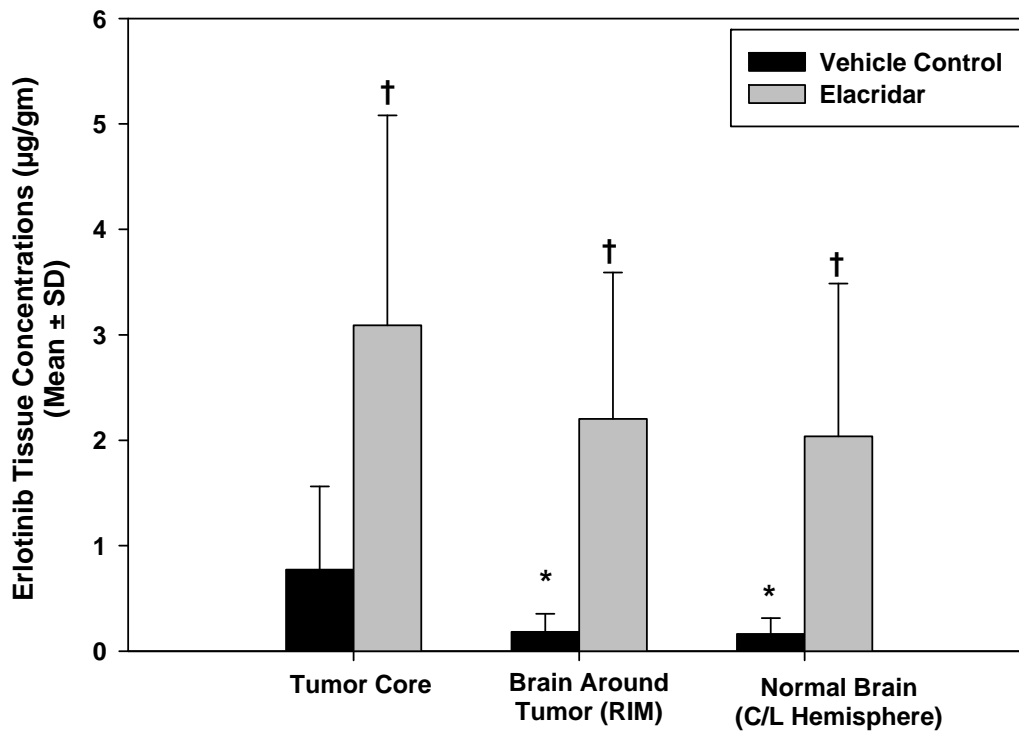 Erlotinib Tissue Concentrations (µg/gm)
(Mean ± SD)
6
5
4
3
2
1
0
Vehicle Control
Elacridar
†
†
†
*
*
Tumor Core
Brain Around
Tumor (RIM)
Normal Brain
(C/L Hemisphere)